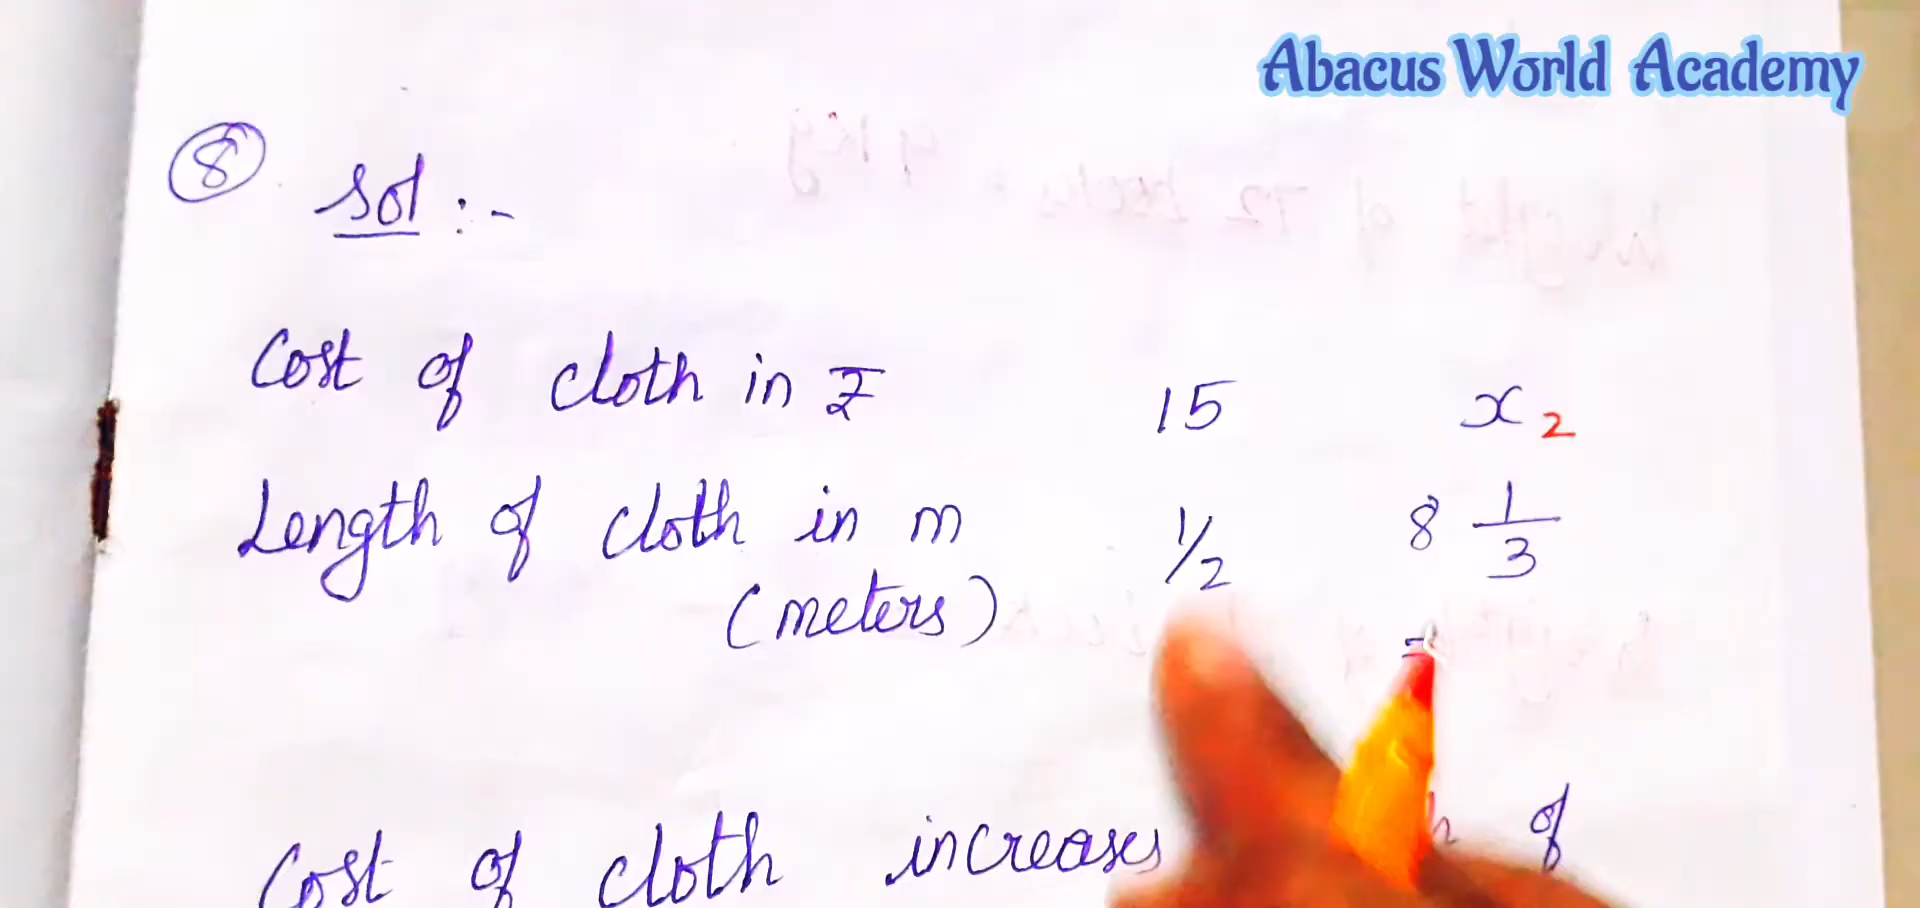 Abacus World Academy
8
Sol :-
Cost of cloth in ₹ 15 x 2
Length of cloth in m 1/2 8 1/3
(meters)
Cost of cloth increases of